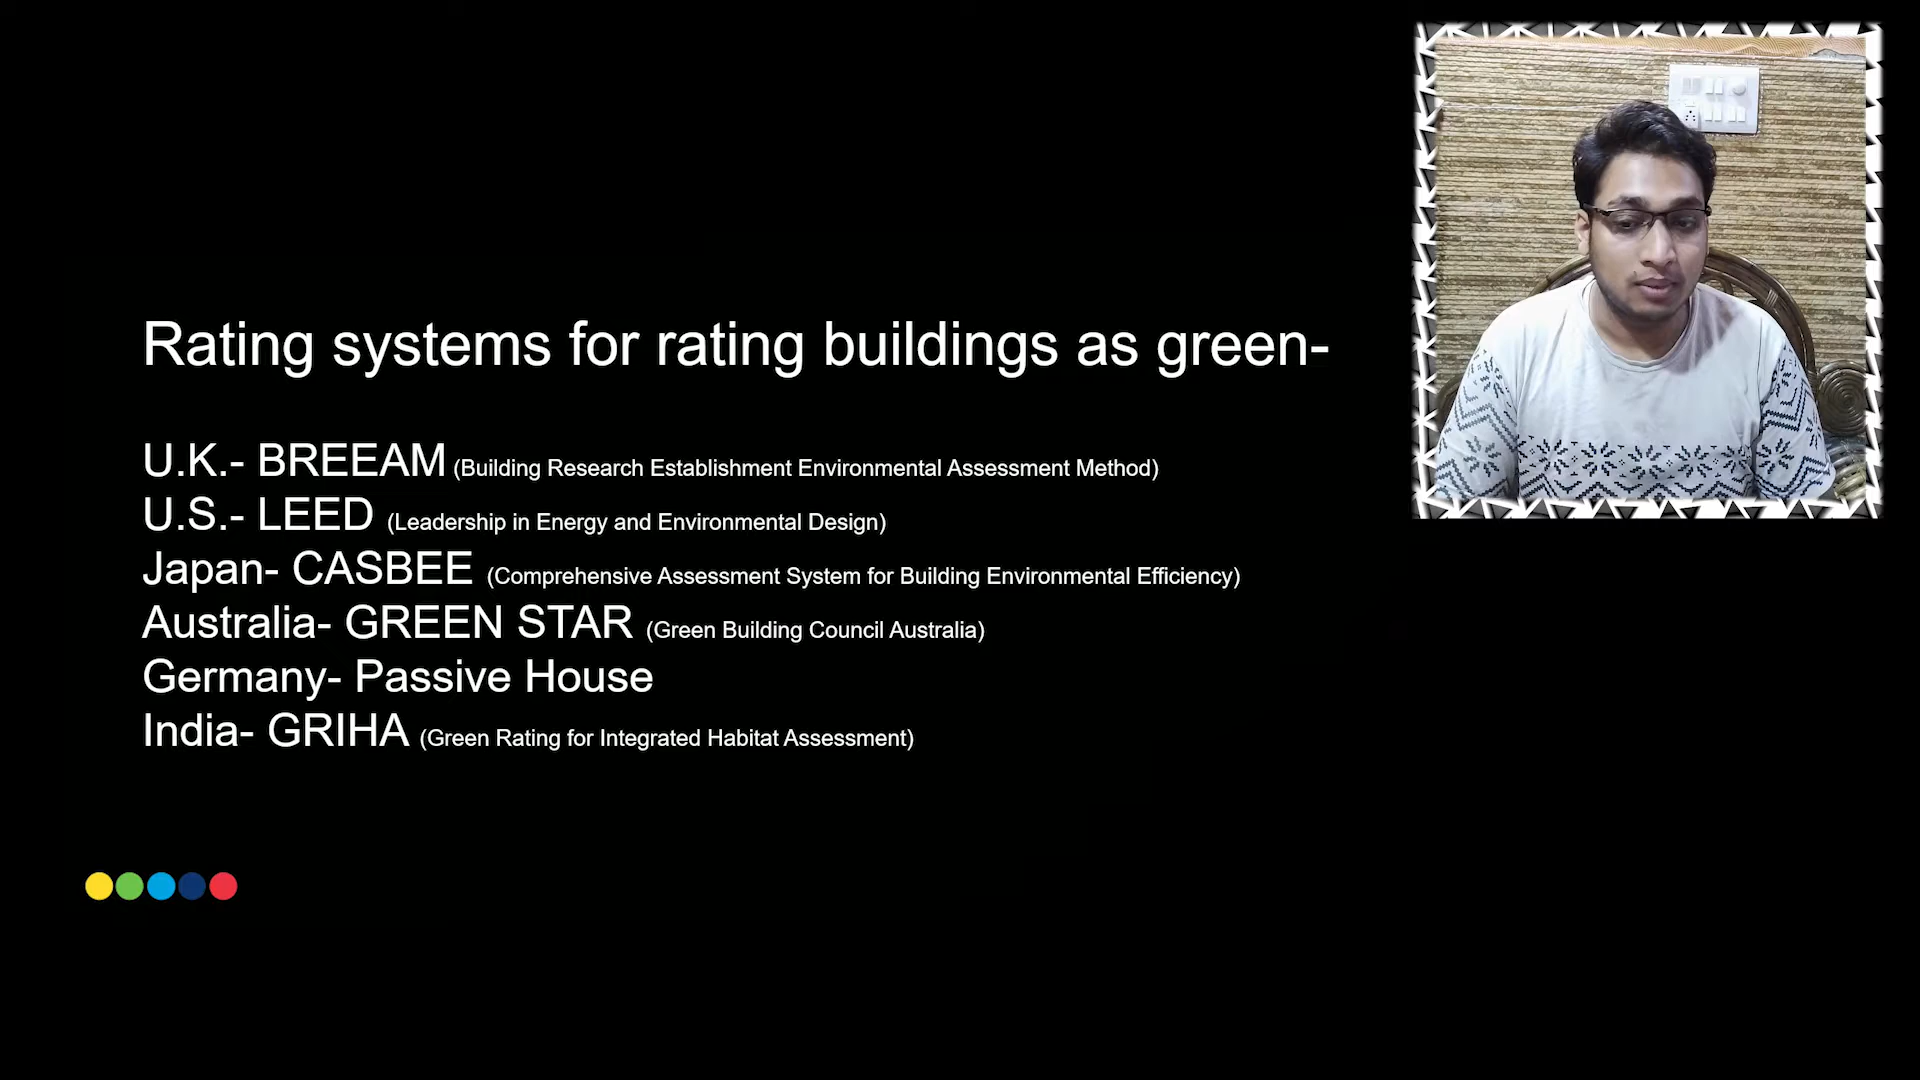 Rating systems for rating buildings as green-
U.K.- BREEAM (Building Research Establishment Environmental Assessment Method)
U.S.- LEED (Leadership in Energy and Environmental Design)
Japan- CASBEE (Comprehensive Assessment System for Building Environmental Efficiency)
Australia- GREEN STAR (Green Building Council Australia)
Germany- Passive House
India- GRIHA (Green Rating for Integrated Habitat Assessment)